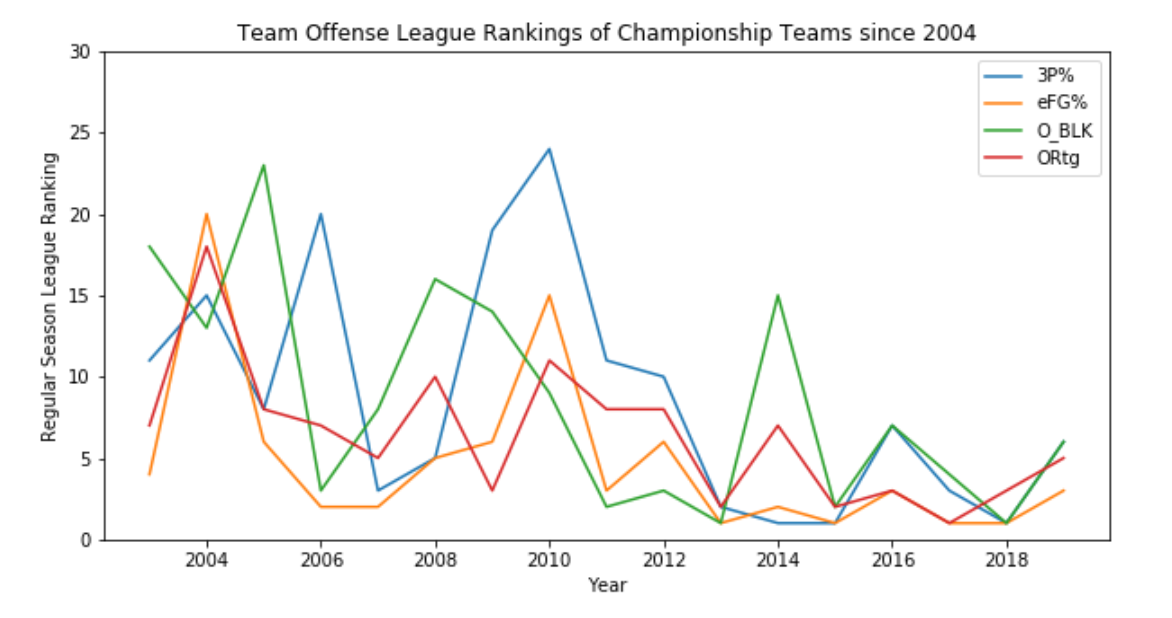 Team Offense League Rankings of Championship Teams since 2004
30
25
20
15
10
5
0
Regular Season League Ranking
3P%
eFG%
O_BLK
ORtg
2004 2006 2008 2010 2012 2014 2016 2018
Year